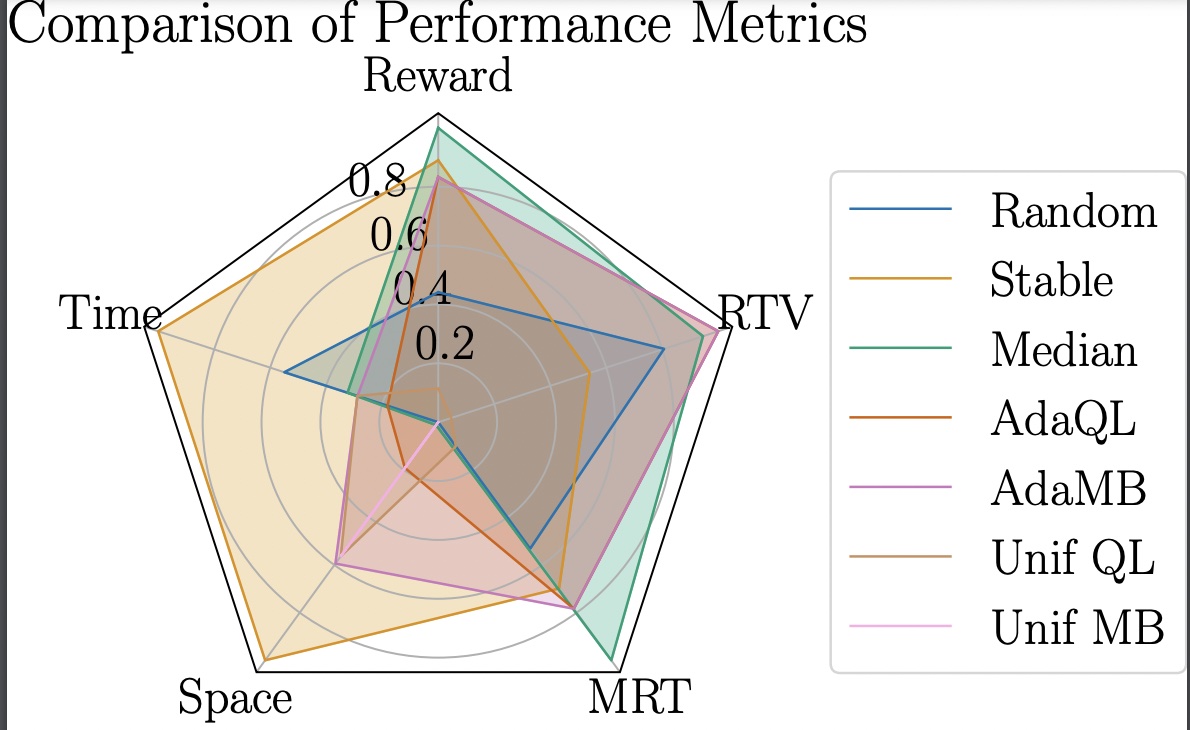 Comparison of Performance Metrics
Reward
0.8
0.6
0.4
0.2
Time
RTV
Space
MRT
Random
Stable
Median
AdaQL
AdaMB
Unif QL
Unif MB